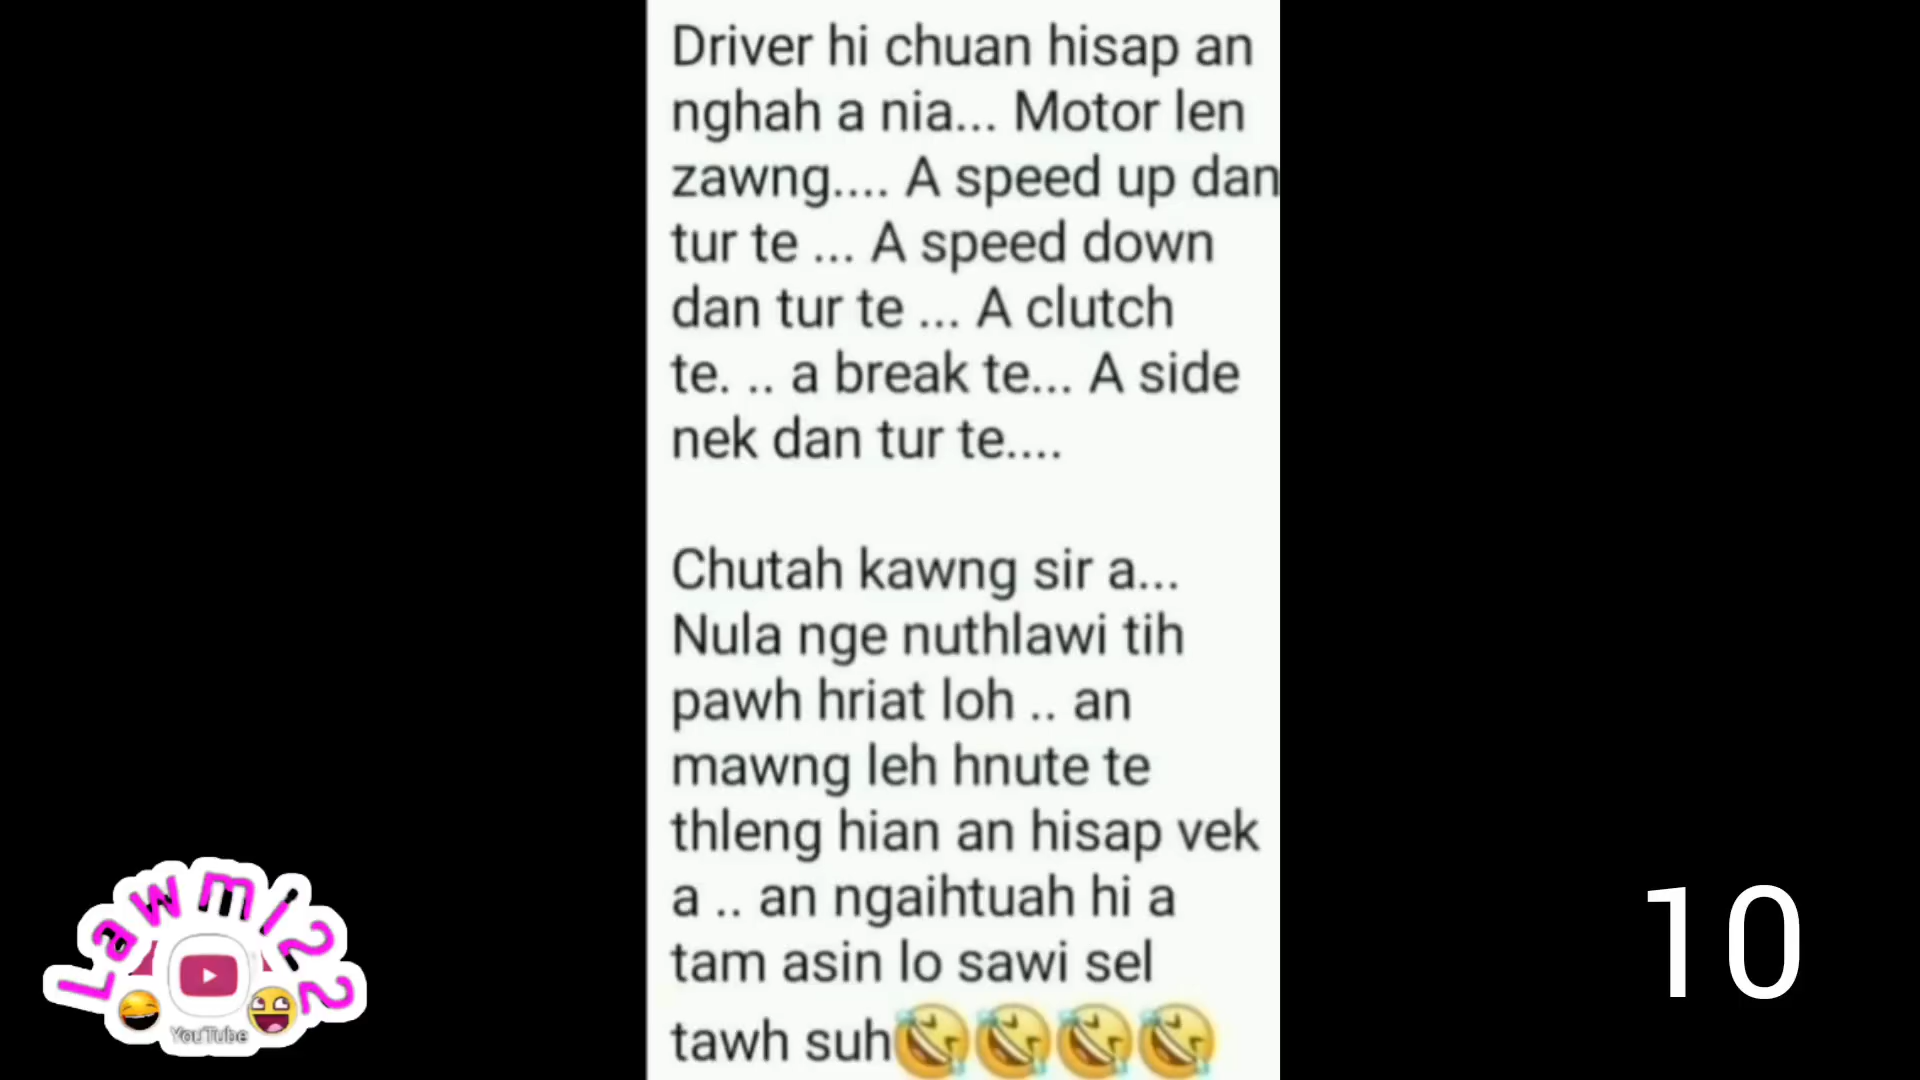 Driver hi chuan hisap an
nghah a nia... Motor len
zawng.... A speed up dan
tur te ... A speed down
dan tur te ... A clutch
te. .. a break te... A side
nek dan tur te....
Chutah kawng sir a...
Nula nge nuthlawi tih
pawh hriat loh .. an
mawng leh hnute te
thleng hian an hisap vek
a .. an ngaihtuah hi a
tam asin lo sawi sel
tawh suh🤣🤣🤣🤣
Lawmi22
YouTube
10